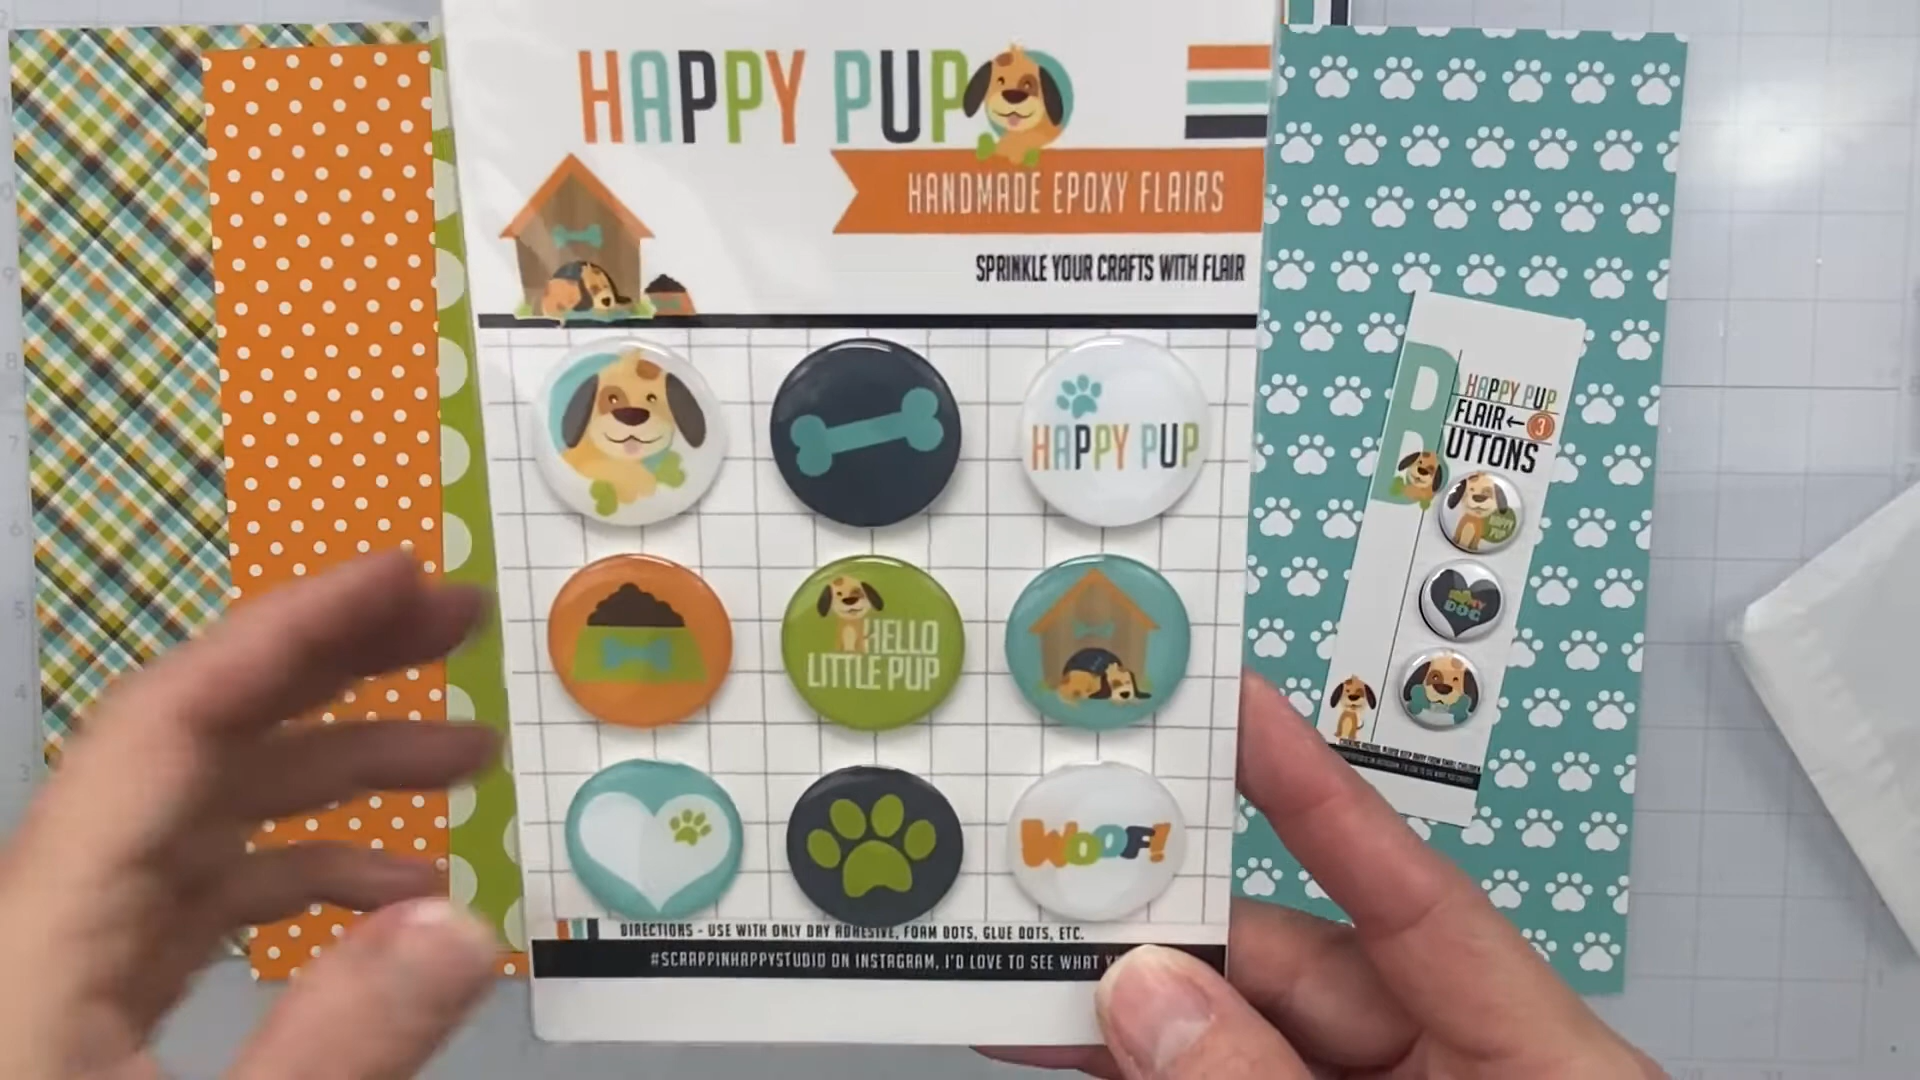 HAPPY PUP
HANDMADE EPOXY FLAIRS
SPRINKLE YOUR CRAFTS WITH FLAIR
HAPPY PUP
HELLO
LITTLE PUP
WOOF!
DIRECTIONS - USE WITH ONLY DRY ADHESIVE, FOAM DOTS, GLUE DOTS, ETC.
#SCRAPPINHAPPYSTUDIO ON INSTAGRAM, I'D LOVE TO SEE WHAT
HAPPY PUP
FLAIR←3
BUTTONS
DOG